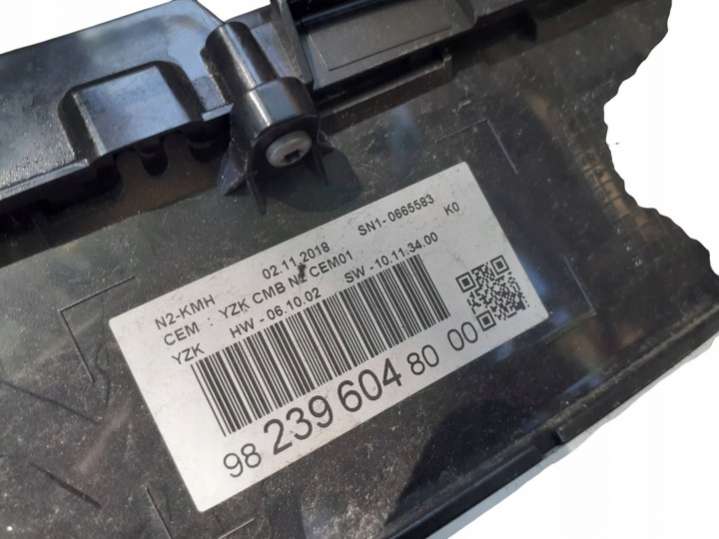 N2-KMH 02.11.2018 SN1-0665583
CEM : YZK CMB N2 CEM01 K0
YZK HW - 06.10.02 SW - 10.11.34.00
98 239 604 80 00